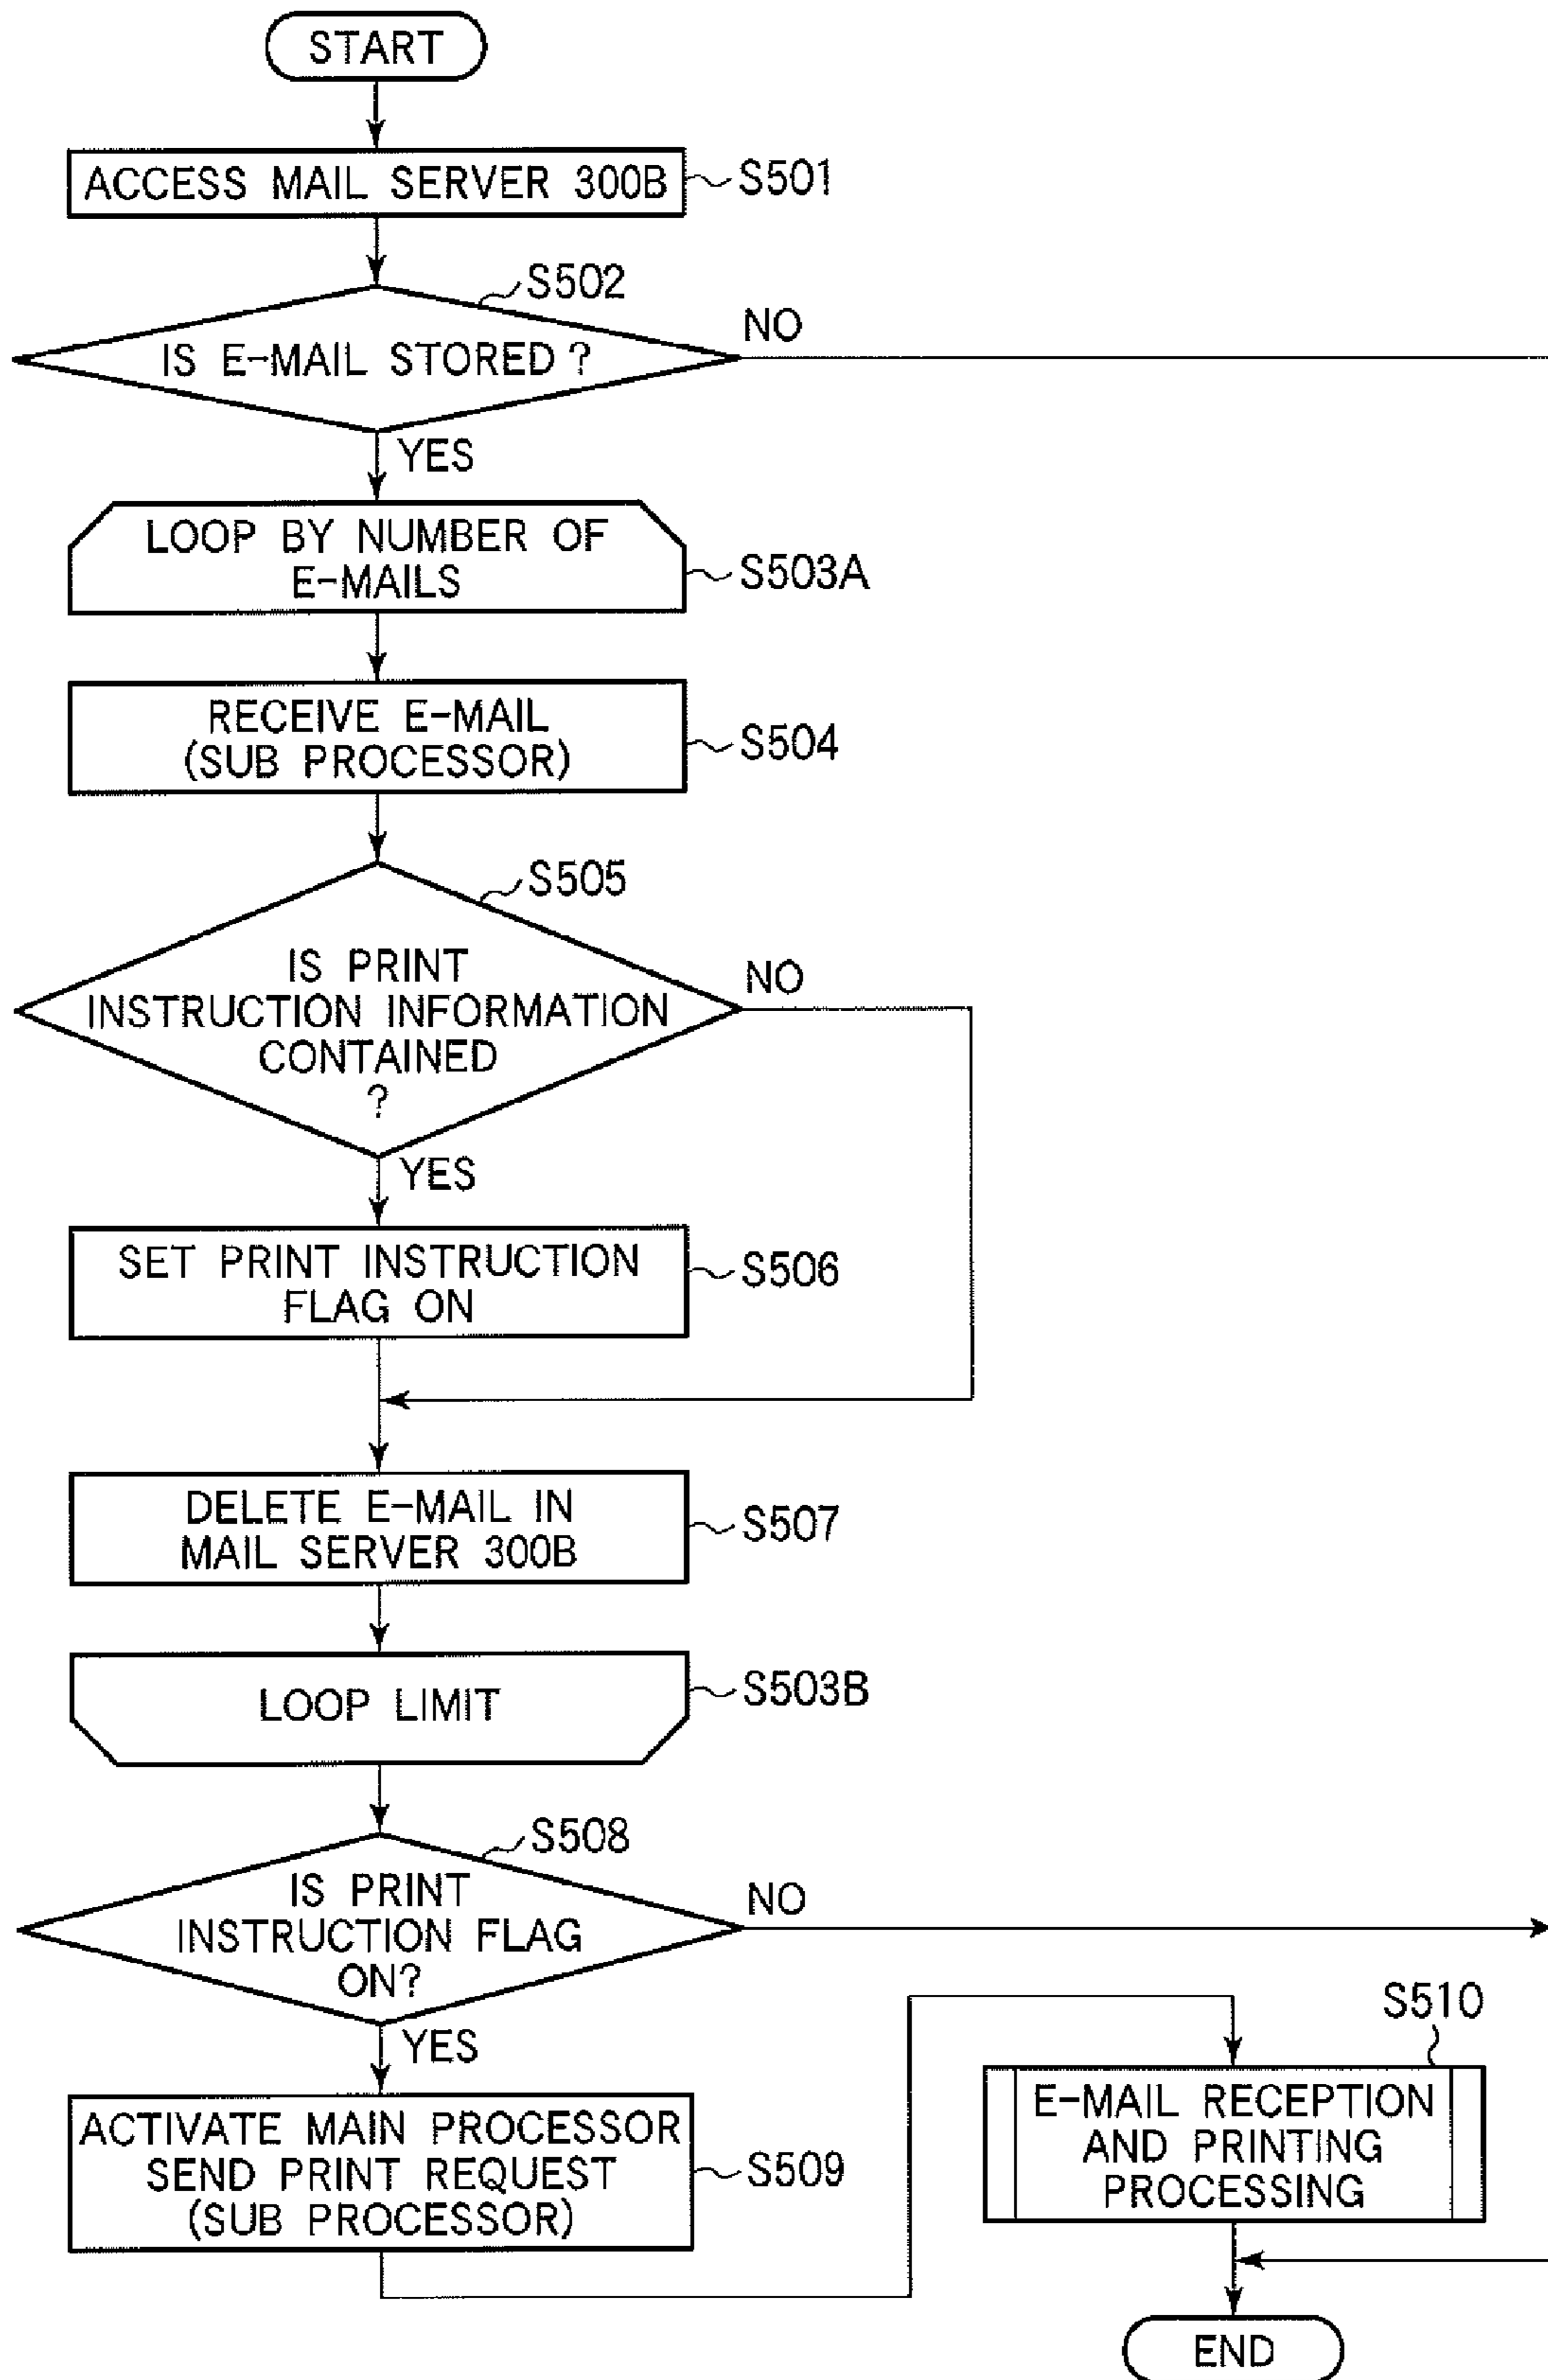 START
ACCESS MAIL SERVER 300B
S501
S502
IS E-MAIL STORED ?
NO
YES
LOOP BY NUMBER OF
E-MAILS
S503A
RECEIVE E-MAIL
(SUB PROCESSOR)
S504
S505
IS PRINT
INSTRUCTION INFORMATION
CONTAINED
?
NO
YES
SET PRINT INSTRUCTION
FLAG ON
S506
DELETE E-MAIL IN
MAIL SERVER 300B
S507
LOOP LIMIT
S503B
S508
IS PRINT
INSTRUCTION FLAG
ON?
NO
YES
ACTIVATE MAIN PROCESSOR
SEND PRINT REQUEST
(SUB PROCESSOR)
S509
S510
E-MAIL RECEPTION
AND PRINTING
PROCESSING
END